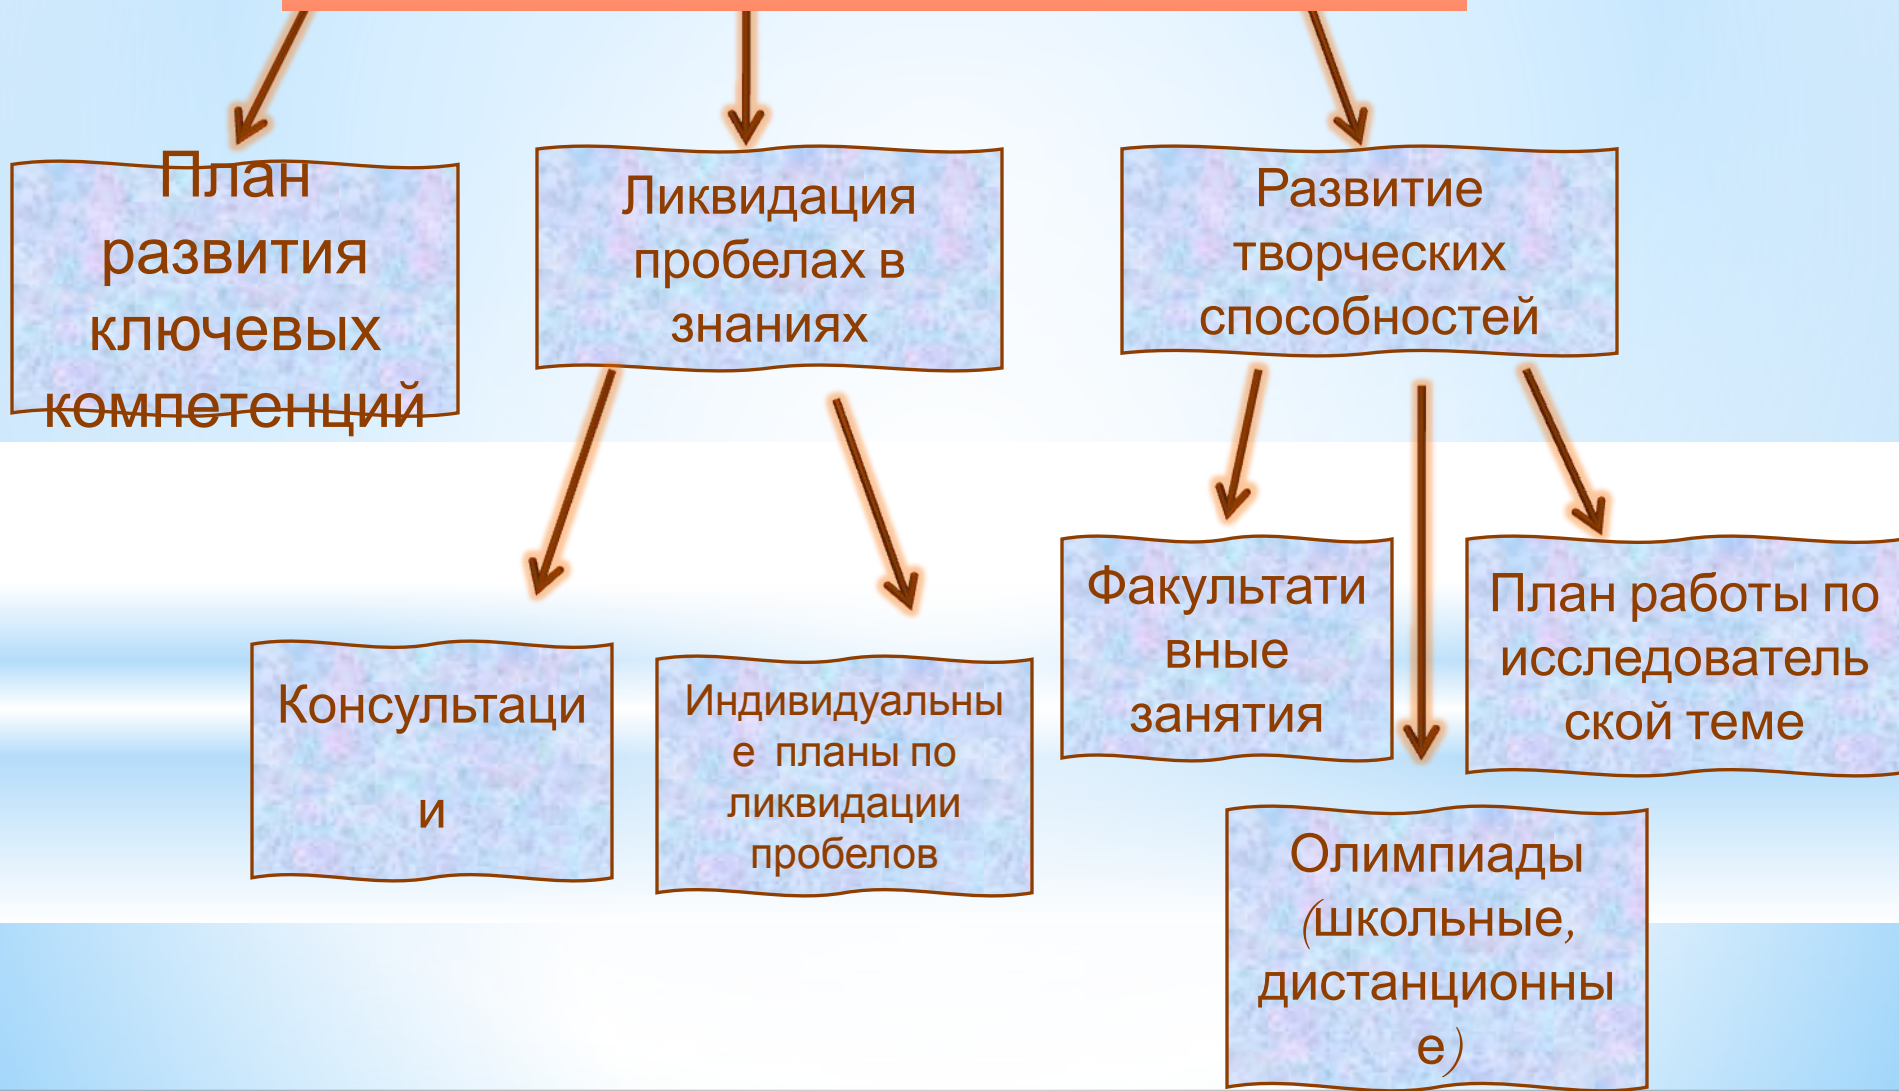 План
развития
ключевых
компетенций
Ликвидация
пробелах в
знаниях
Развитие
творческих
способностей
Консультаци
и
Индивидуальны
е планы по
ликвидации
пробелов
Факультати
вные
занятия
План работы по
исследователь
ской теме
Олимпиады
(школьные,
дистанционны
е)